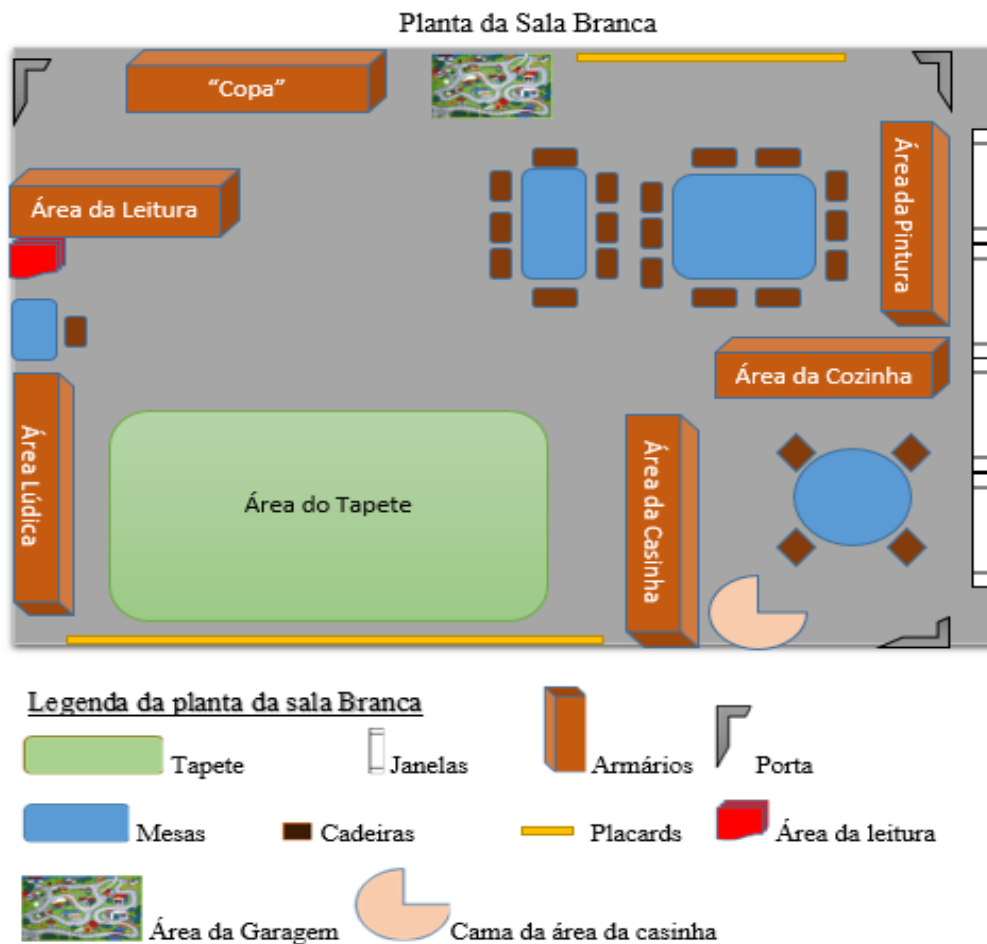 Planta da Sala Branca
“Copa”
Área da Leitura
Área da Pintura
Área da Cozinha
Área Lúdica
Área do Tapete
Área da Casinha
Legenda da planta da sala Branca
Tapete
Janelas
Armários
Porta
Mesas
Cadeiras
Placards
Área da leitura
Área da Garagem
Cama da área da casinha